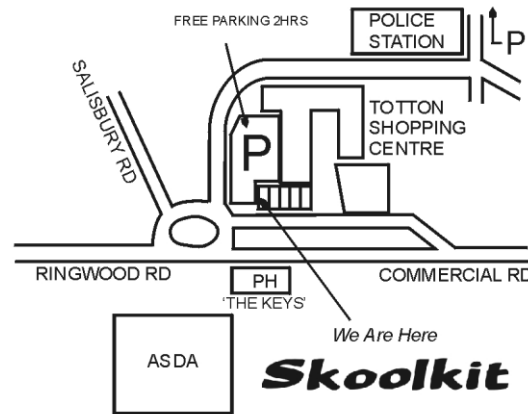 FREE PARKING 2HRS
POLICE
STATION
P
SALISBURY RD
TOTTON
SHOPPING
CENTRE
P
RINGWOOD RD
COMMERCIAL RD
PH
'THE KEYS'
We Are Here
ASDA
Skoolkit